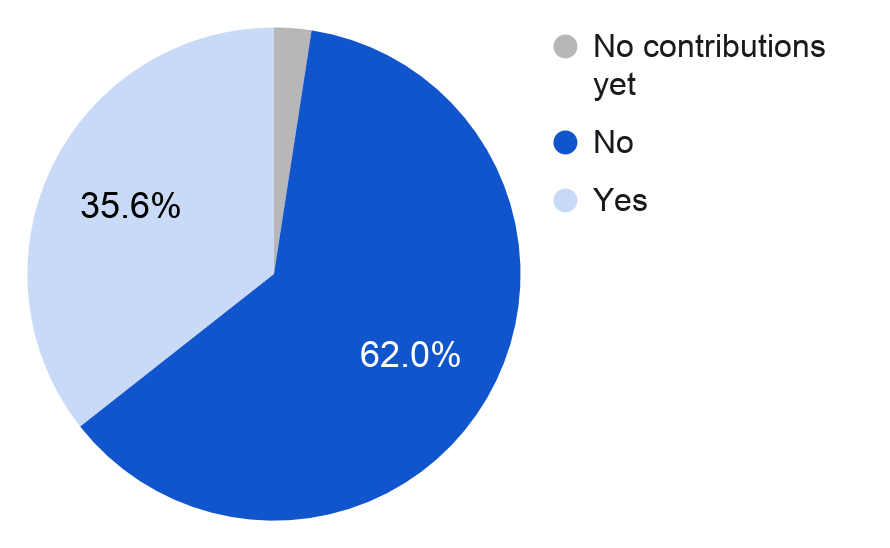 No contributions
yet
No
Yes
35.6%
62.0%